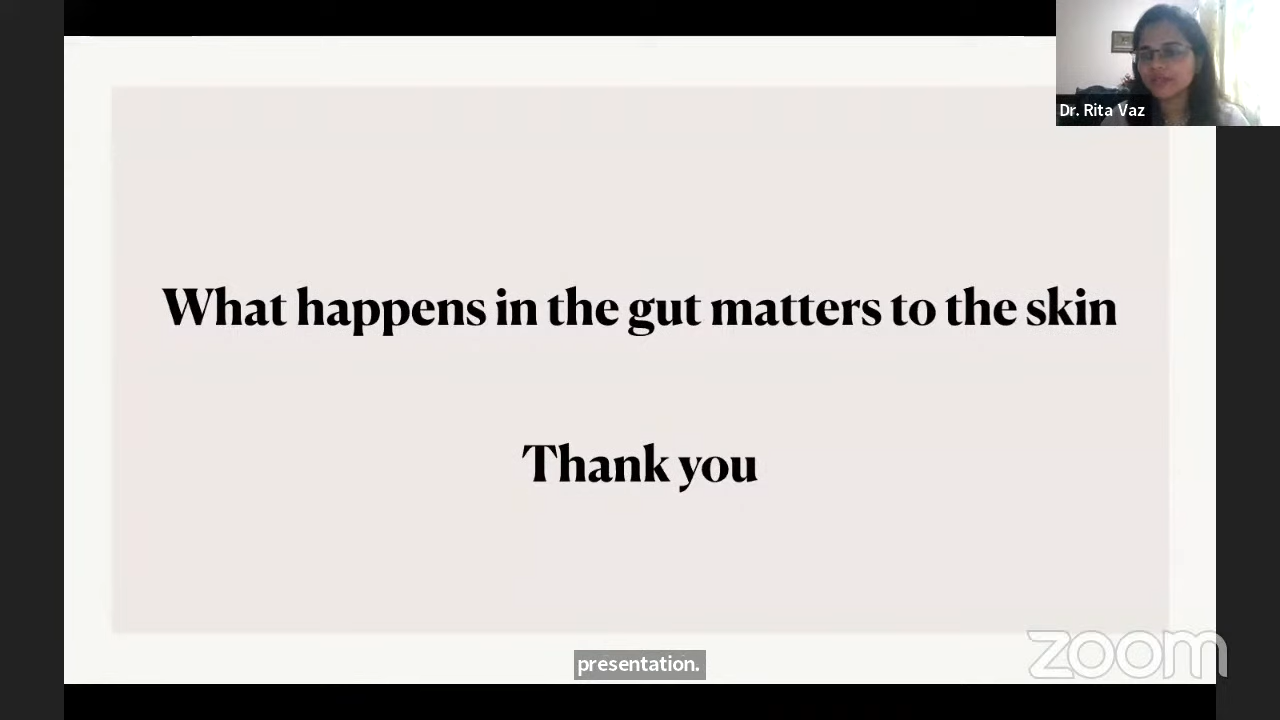 Dr. Rita Vaz
What happens in the gut matters to the skin
Thank you
presentation.
zoom